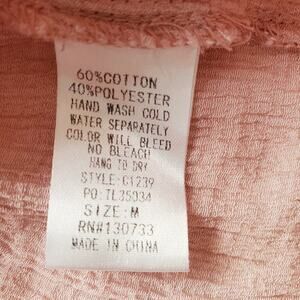 60%COTTON
40%POLYESTER
HAND WASH COLD
WATER SEPARATELY
COLOR WILL BLEED
NO BLEACH
HANG TO DRY
STYLE:C1239
PO:TL35034
SIZE:M
RN#130733
MADE IN CHINA